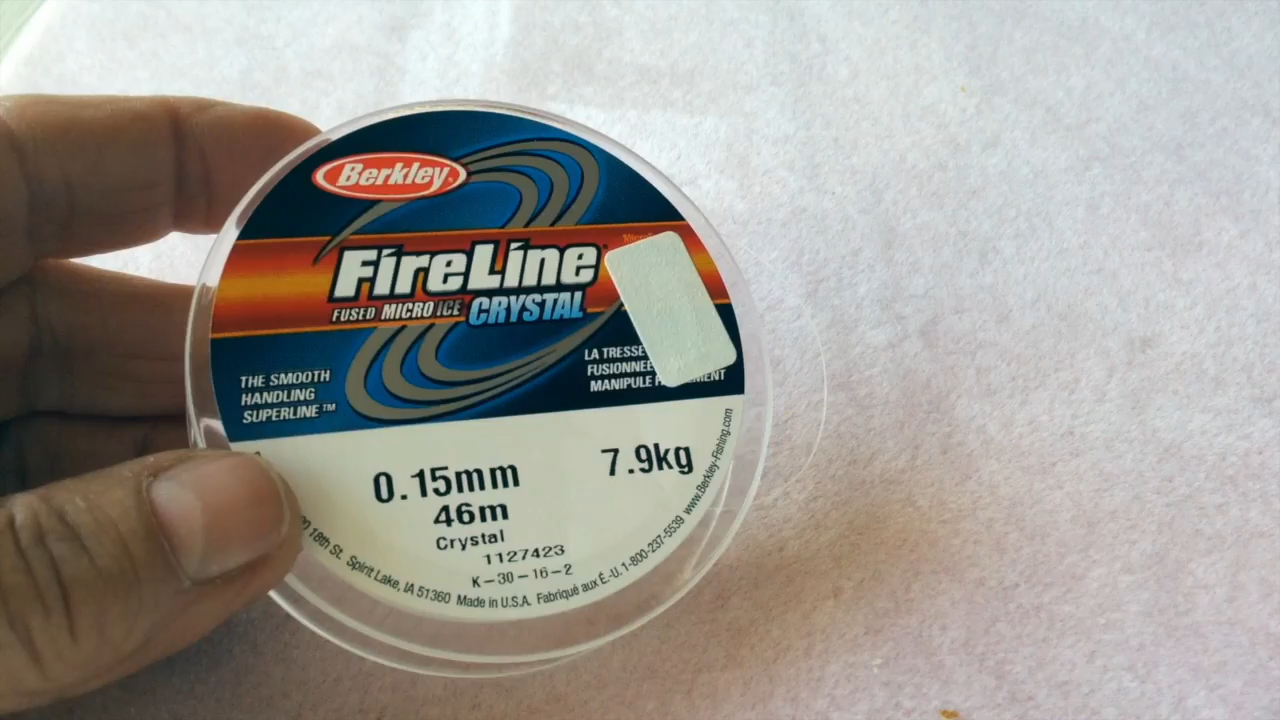 Berkley
FireLine
FUSED MICRO ICE CRYSTAL
THE SMOOTH
HANDLING
SUPERLINE™
LA TRESSE
FUSIONNÉE
MANIPULE
0.15mm
7.9kg
46m
Crystal
1127423
K-30-16-2
18th St. Spirit Lake, IA 51360 Made in U.S.A. Fabriqué aux É.-U. 1-800-237-5539 www.Berkley-Fishing.com